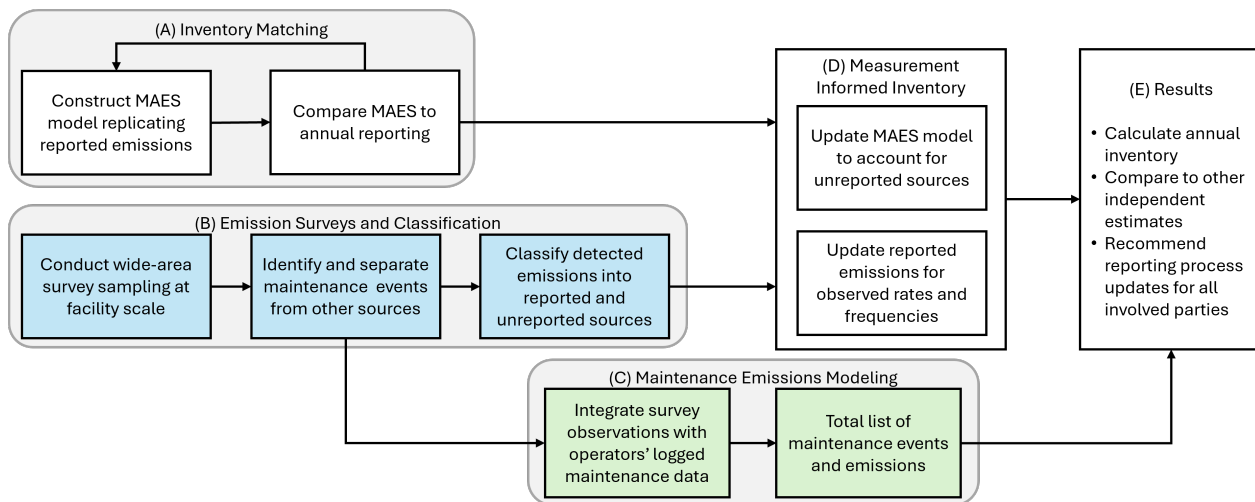 (A) Inventory Matching
Construct MAES
model replicating
reported emissions
Compare MAES to
annual reporting
(B) Emission Surveys and Classification
Conduct wide-area
survey sampling at
facility scale
Identify and separate
maintenance events
from other sources
Classify detected
emissions into
reported and
unreported sources
(C) Maintenance Emissions Modeling
Integrate survey
observations with
operators’ logged
maintenance data
Total list of
maintenance events
and emissions
(D) Measurement
Informed Inventory
Update MAES model
to account for
unreported sources
Update reported
emissions for
observed rates and
frequencies
(E) Results
• Calculate annual
inventory
• Compare to other
independent
estimates
• Recommend
reporting process
updates for all
involved parties